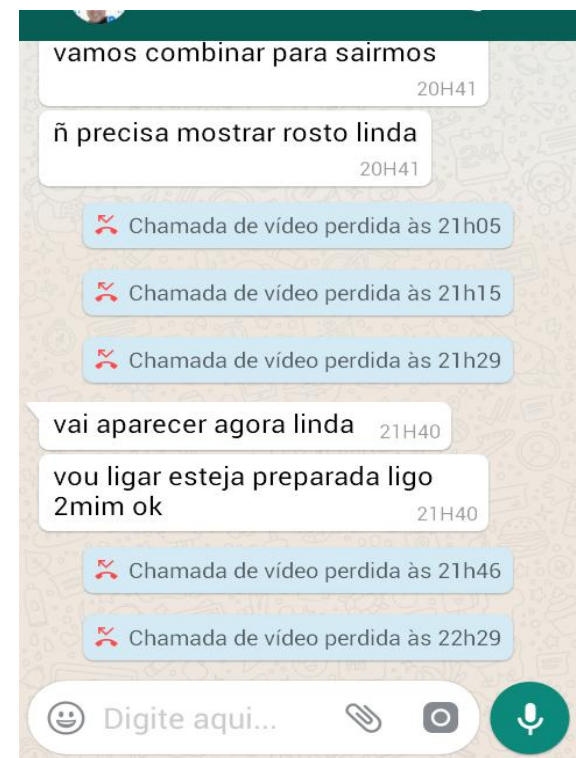 vamos combinar para sairmos
20H41
ñ precisa mostrar rosto linda
20H41
Chamada de vídeo perdida às 21h05
Chamada de vídeo perdida às 21h15
Chamada de vídeo perdida às 21h29
vai aparecer agora linda 21H40
vou ligar esteja preparada ligo
2mim ok 21H40
Chamada de vídeo perdida às 21h46
Chamada de vídeo perdida às 22h29
Digite aqui...